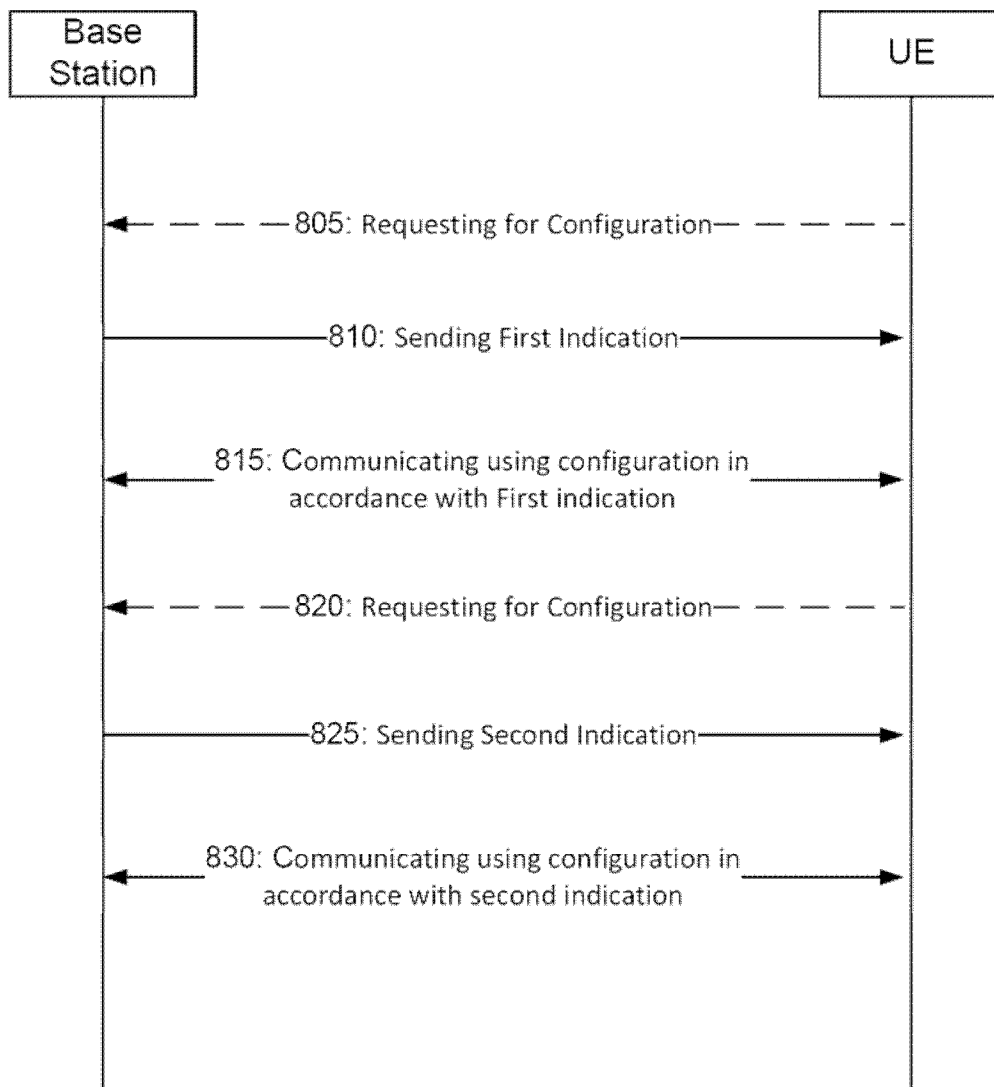 Base
Station
UE
805: Requesting for Configuration
810: Sending First Indication
815: Communicating using configuration in
accordance with First indication
820: Requesting for Configuration
825: Sending Second Indication
830: Communicating using configuration in
accordance with second indication